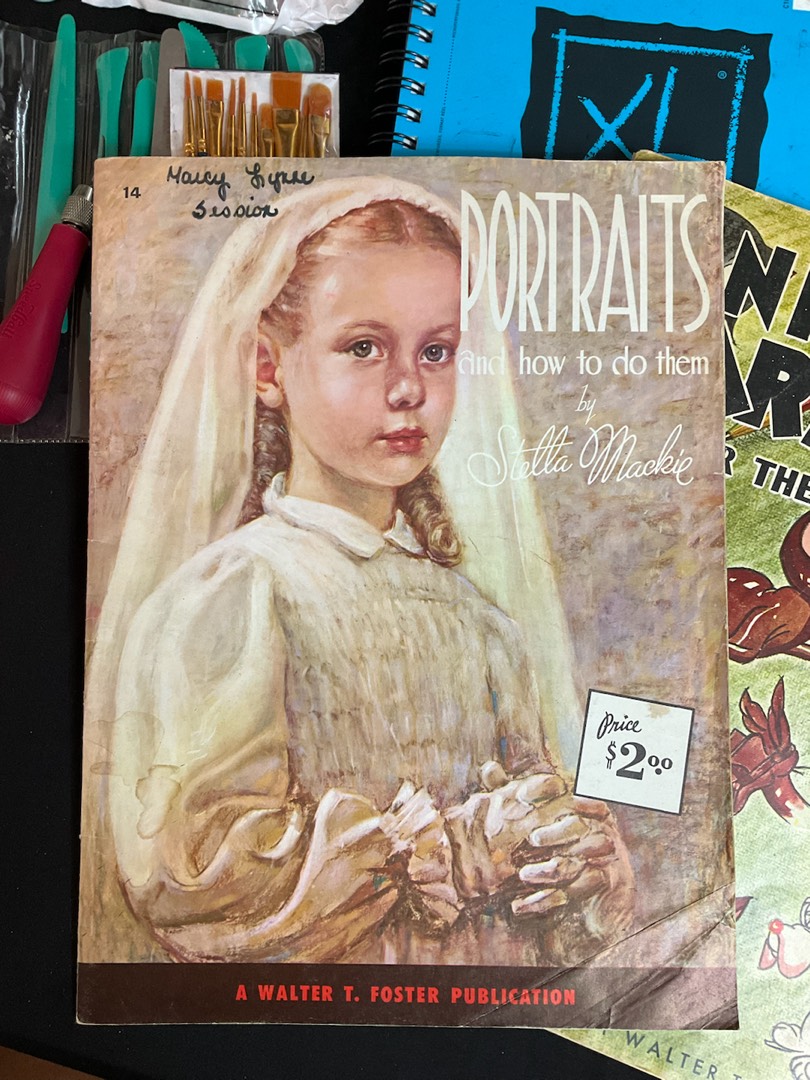 14
Marcy Lynne
Session
PORTRAITS
and how to do them
by
Stella Mackie
Price
$2.00
A WALTER T. FOSTER PUBLICATION
XL
®
THE
WALTER T